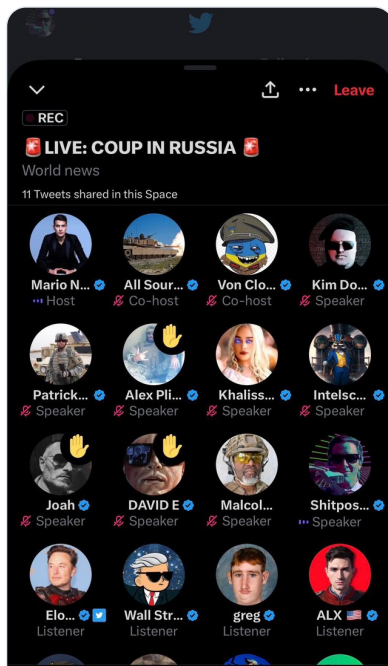 Leave
REC
🚨LIVE: COUP IN RUSSIA 🚨
World news
11 Tweets shared in this Space
Mario N... All Sour... Von Clo... Kim Do...
Host Co-host Co-host Speaker
Patrick... Alex Pli... Khaliss... Intelsc...
Speaker Speaker Speaker Speaker
Joah DAVID E Malcol... Shitpos...
Speaker Speaker Speaker Speaker
Elo... Wall Str... greg ALX 🇺🇸
Listener Listener Listener Listener